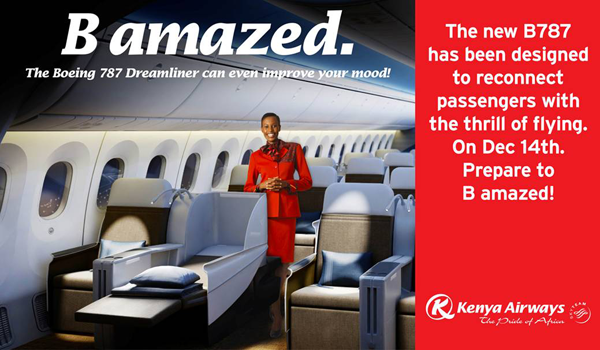 B amazed.
The Boeing 787 Dreamliner can even improve your mood!
The new B787
has been designed
to reconnect
passengers with
the thrill of flying.
On Dec 14th.
Prepare to
B amazed!
Kenya Airways
The Pride of Africa
SKYTEAM